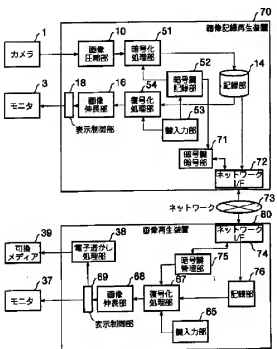 70
画像記録再生装置
1
カメラ
10
画像
圧縮部
51
暗号化
処理部
52
暗号鍵
記録部
14
記録部
3
モニタ
18
16
画像
伸長部
54
復号化
処理部
53
鍵入力部
表示制御部
71
暗号鍵
暗号部
72
ネットワーク
I/F
73
ネットワーク
80
画像再生装置
ネットワーク
I/F
74
39
可換
メディア
38
電子透かし
処理部
75
暗号鍵
管理部
76
記録部
37
モニタ
69
68
画像
伸長部
67
復号化
処理部
65
鍵入力部
表示制御部